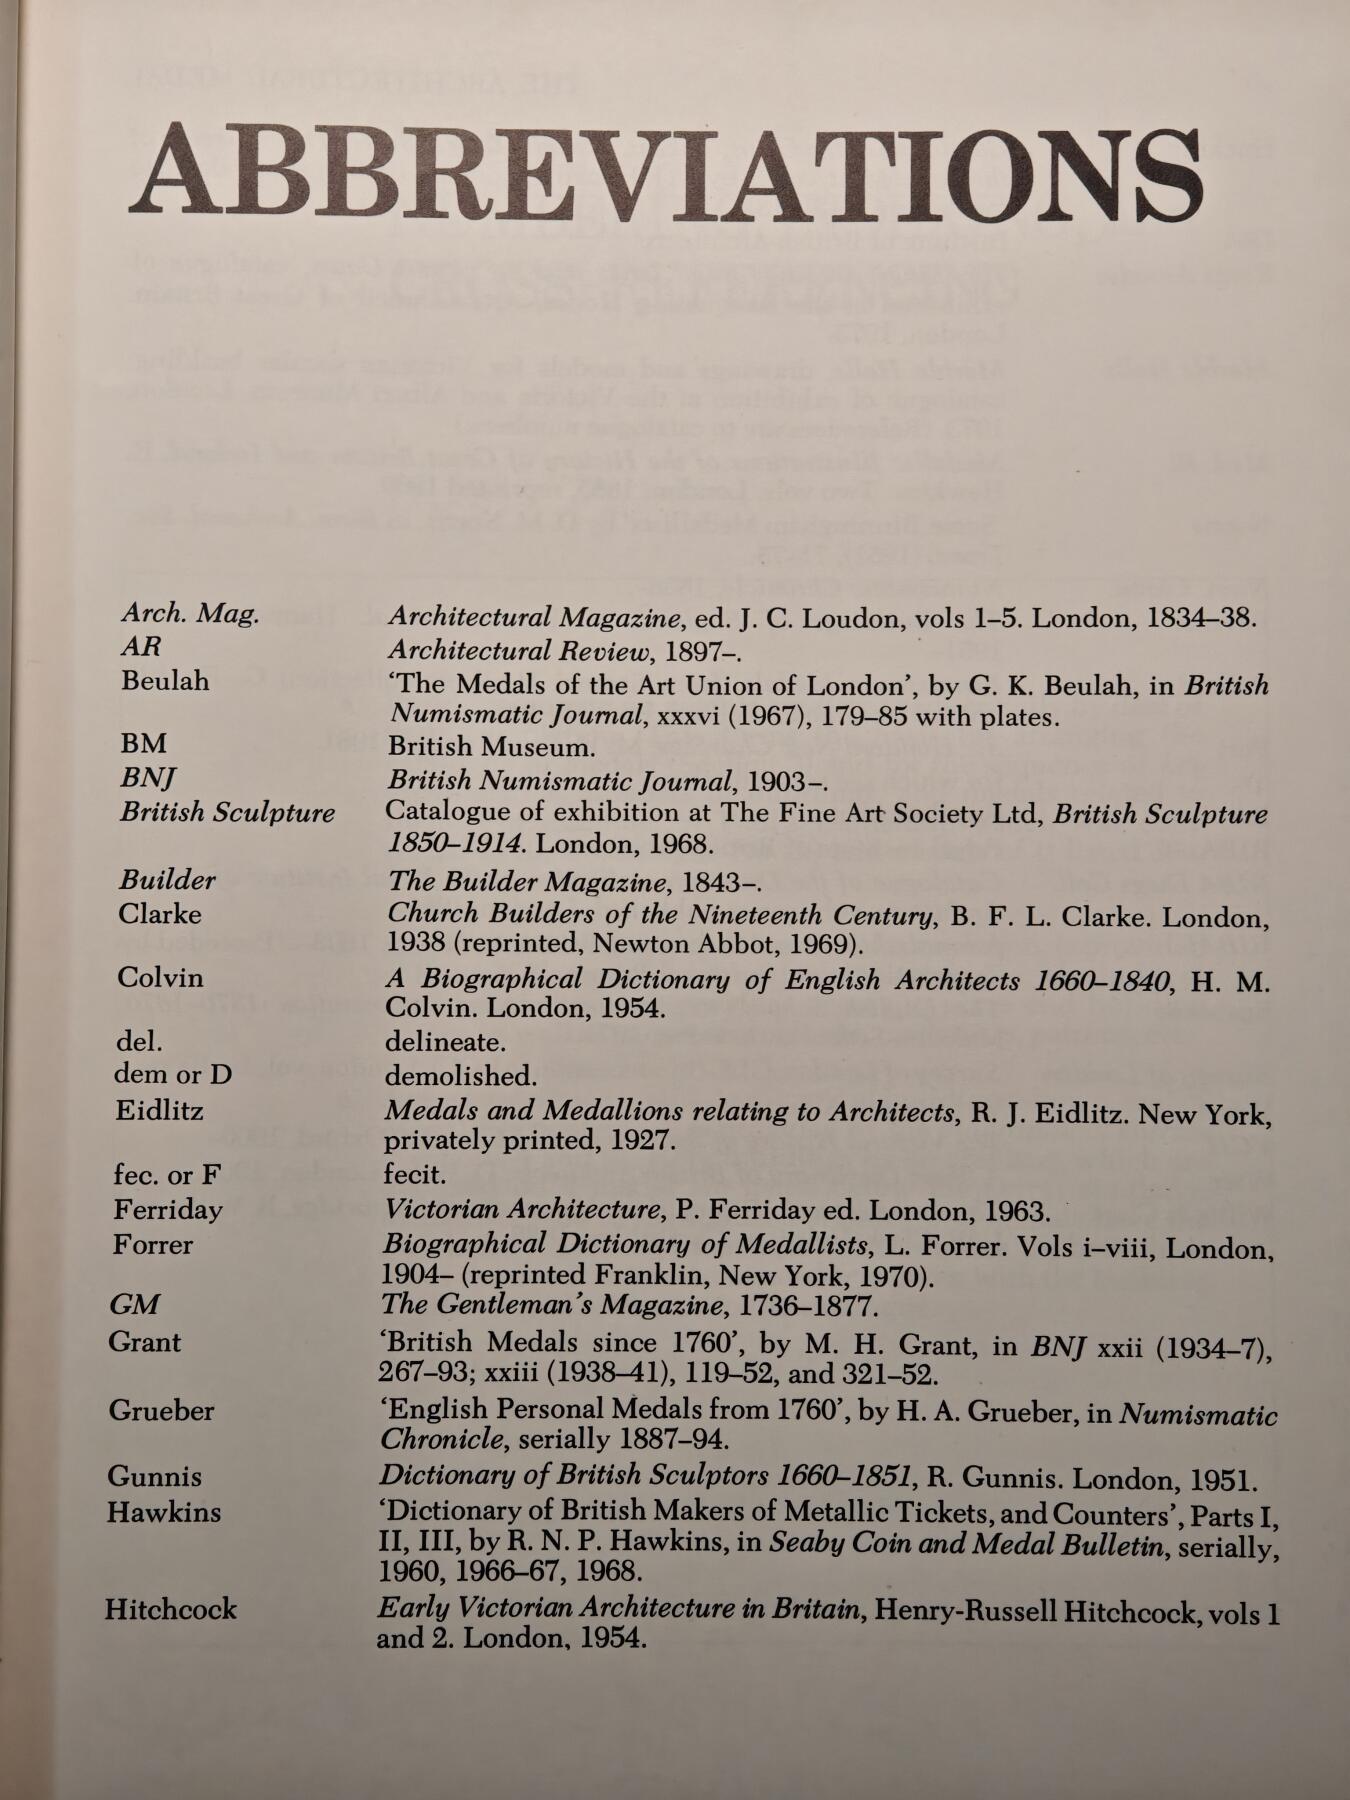 ABBREVIATIONS
Arch. Mag. Architectural Magazine, ed. J. C. Loudon, vols 1–5. London, 1834–38.
AR Architectural Review, 1897–.
Beulah ‘The Medals of the Art Union of London’, by G. K. Beulah, in British
Numismatic Journal, xxxvi (1967), 179–85 with plates.
BM British Museum.
BNJ British Numismatic Journal, 1903–.
British Sculpture Catalogue of exhibition at The Fine Art Society Ltd, British Sculpture
1850–1914. London, 1968.
Builder The Builder Magazine, 1843–.
Clarke Church Builders of the Nineteenth Century, B. F. L. Clarke. London,
1938 (reprinted, Newton Abbot, 1969).
Colvin A Biographical Dictionary of English Architects 1660–1840, H. M.
Colvin. London, 1954.
del. delineate.
dem or D demolished.
Eidlitz Medals and Medallions relating to Architects, R. J. Eidlitz. New York,
privately printed, 1927.
fec. or F fecit.
Ferriday Victorian Architecture, P. Ferriday ed. London, 1963.
Forrer Biographical Dictionary of Medallists, L. Forrer. Vols i–viii, London,
1904– (reprinted Franklin, New York, 1970).
GM The Gentleman’s Magazine, 1736–1877.
Grant ‘British Medals since 1760’, by M. H. Grant, in BNJ xxii (1934–7),
267–93; xxiii (1938–41), 119–52, and 321–52.
Grueber ‘English Personal Medals from 1760’, by H. A. Grueber, in Numismatic
Chronicle, serially 1887–94.
Gunnis Dictionary of British Sculptors 1660–1851, R. Gunnis. London, 1951.
Hawkins ‘Dictionary of British Makers of Metallic Tickets, and Counters’, Parts I,
II, III, by R. N. P. Hawkins, in Seaby Coin and Medal Bulletin, serially,
1960, 1966–67, 1968.
Hitchcock Early Victorian Architecture in Britain, Henry-Russell Hitchcock, vols 1
and 2. London, 1954.